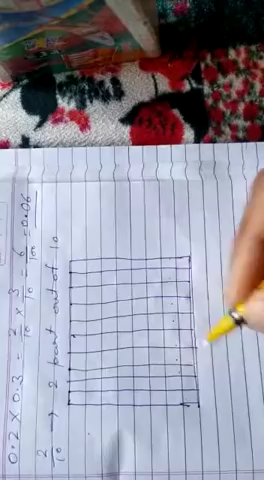 0.2 × 0.3 = 2/10 × 3/10 = 6/100 = 0.06
2/10 → 2 part out of 10